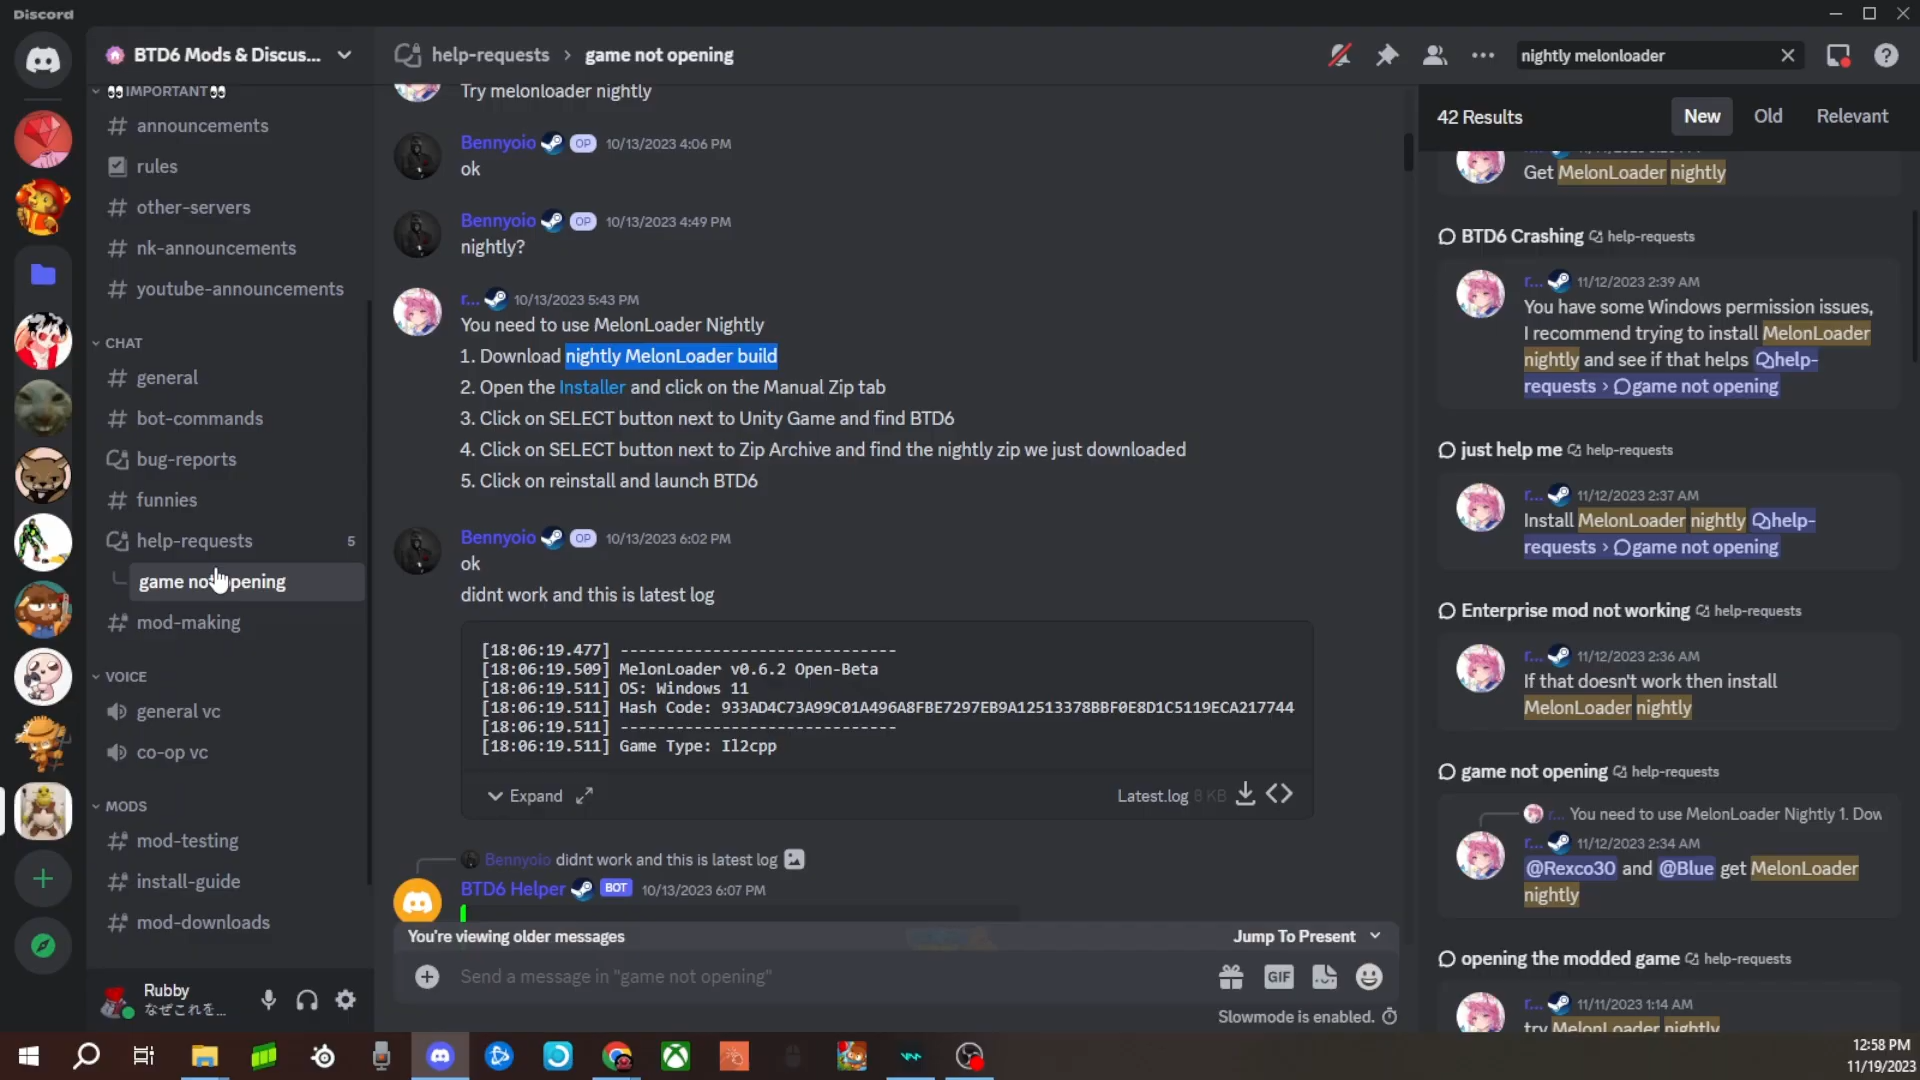 Discord
BTD6 Mods & Discus...
help-requests > game not opening
nightly melonloader
👀IMPORTANT👀
announcements
rules
other-servers
nk-announcements
youtube-announcements
CHAT
general
bot-commands
bug-reports
funnies
help-requests 5
game not opening
mod-making
VOICE
general vc
co-op vc
MODS
mod-testing
install-guide
mod-downloads
Rubby
なぜこれを...
Try melonloader nightly
Bennyoio OP 10/13/2023 4:06 PM
ok
Bennyoio OP 10/13/2023 4:49 PM
nightly?
r... 10/13/2023 5:43 PM
You need to use MelonLoader Nightly
1. Download nightly MelonLoader build
2. Open the Installer and click on the Manual Zip tab
3. Click on SELECT button next to Unity Game and find BTD6
4. Click on SELECT button next to Zip Archive and find the nightly zip we just downloaded
5. Click on reinstall and launch BTD6
Bennyoio OP 10/13/2023 6:02 PM
ok
didnt work and this is latest log
[18:06:19.477] ------------------------------
[18:06:19.509] MelonLoader v0.6.2 Open-Beta
[18:06:19.511] OS: Windows 11
[18:06:19.511] Hash Code: 933AD4C73A99C01A496A8FBE7297EB9A12513378BBF0E8D1C5119ECA217744
[18:06:19.511] ------------------------------
[18:06:19.511] Game Type: Il2cpp
Expand
Latest.log 8 KB
Bennyoio didnt work and this is latest log
BTD6 Helper BOT 10/13/2023 6:07 PM
You're viewing older messages
Jump To Present
Send a message in "game not opening"
GIF
Slowmode is enabled.
42 Results
New
Old
Relevant
Get MelonLoader nightly
BTD6 Crashing help-requests
r... 11/12/2023 2:39 AM
You have some Windows permission issues,
I recommend trying to install MelonLoader
nightly and see if that helps help-
requests > game not opening
just help me help-requests
r... 11/12/2023 2:37 AM
Install MelonLoader nightly help-
requests > game not opening
Enterprise mod not working help-requests
r... 11/12/2023 2:36 AM
If that doesn't work then install
MelonLoader nightly
game not opening help-requests
r... You need to use MelonLoader Nightly 1. Dow
r... 11/12/2023 2:34 AM
@Rexco30 and @Blue get MelonLoader
nightly
opening the modded game help-requests
r... 11/11/2023 1:14 AM
try MelonLoader nightly
12:58 PM
11/19/2023